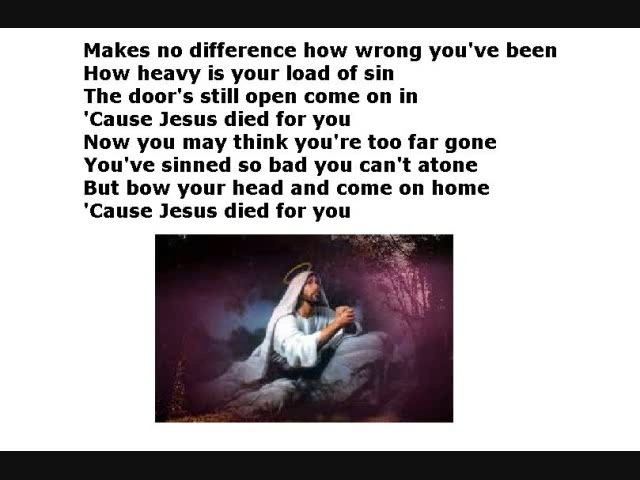 Makes no difference how wrong you've been
How heavy is your load of sin
The door's still open come on in
'Cause Jesus died for you
Now you may think you're too far gone
You've sinned so bad you can't atone
But bow your head and come on home
'Cause Jesus died for you